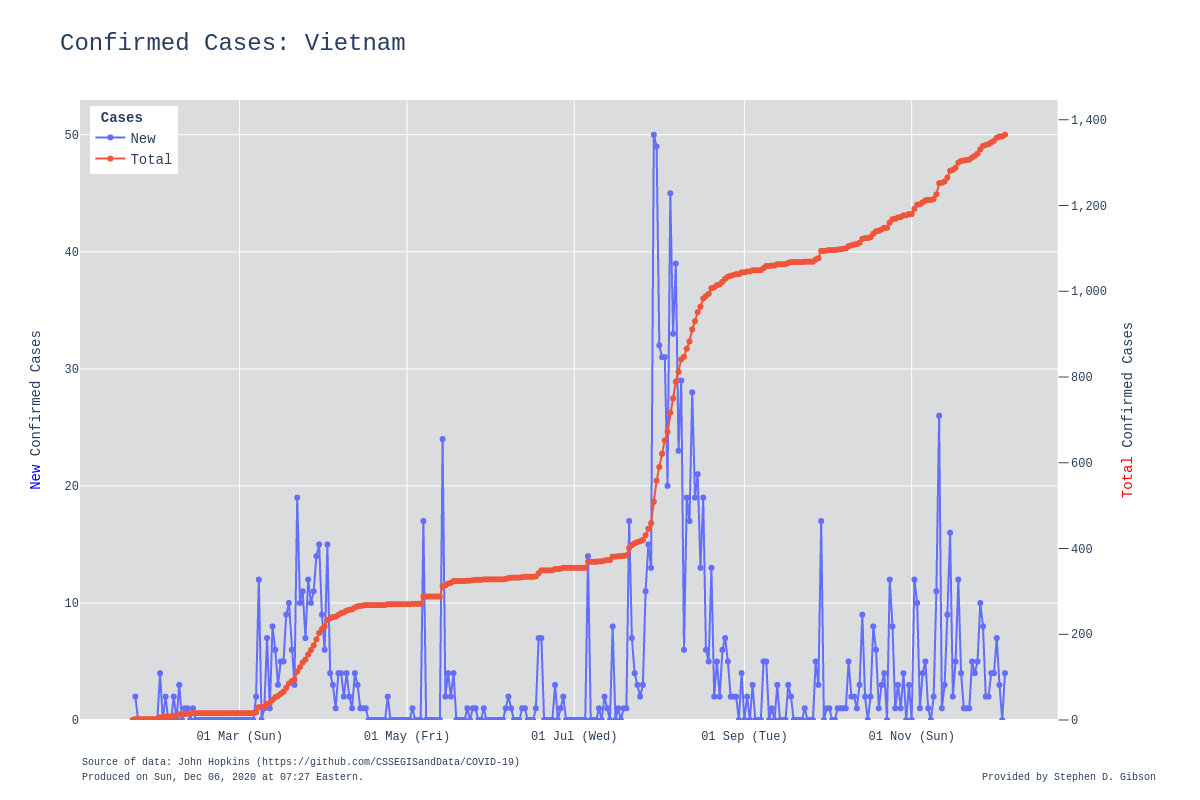 Confirmed Cases: Vietnam
Cases
New
Total
50
40
30
20
10
0
1,400
1,200
1,000
800
600
400
200
0
New Confirmed Cases
Total Confirmed Cases
01 Mar (Sun)
01 May (Fri)
01 Jul (Wed)
01 Sep (Tue)
01 Nov (Sun)
Source of data: John Hopkins (https://github.com/CSSEGISandData/COVID-19)
Produced on Sun, Dec 06, 2020 at 07:27 Eastern.
Provided by Stephen D. Gibson